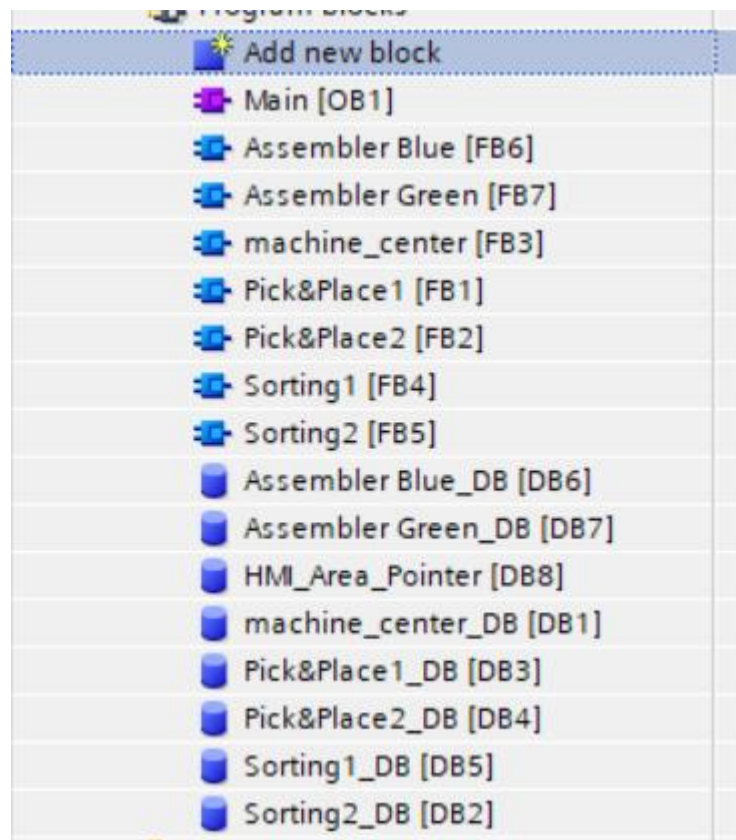 Program blocks
Add new block
Main [OB1]
Assembler Blue [FB6]
Assembler Green [FB7]
machine_center [FB3]
Pick&Place1 [FB1]
Pick&Place2 [FB2]
Sorting1 [FB4]
Sorting2 [FB5]
Assembler Blue_DB [DB6]
Assembler Green_DB [DB7]
HMI_Area_Pointer [DB8]
machine_center_DB [DB1]
Pick&Place1_DB [DB3]
Pick&Place2_DB [DB4]
Sorting1_DB [DB5]
Sorting2_DB [DB2]